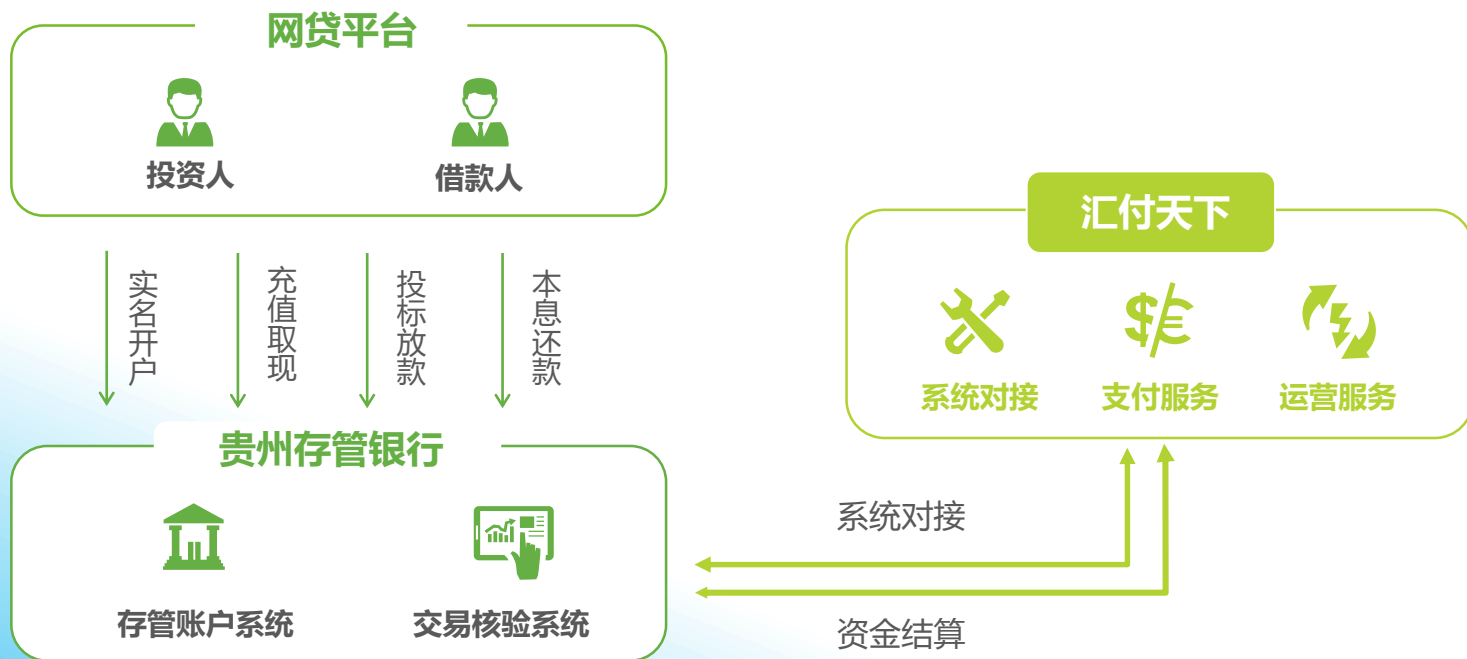 网贷平台
投资人
借款人
实名开户
充值取现
投标放款
本息还款
贵州存管银行
存管账户系统
交易核验系统
汇付天下
系统对接
支付服务
运营服务
系统对接
资金结算